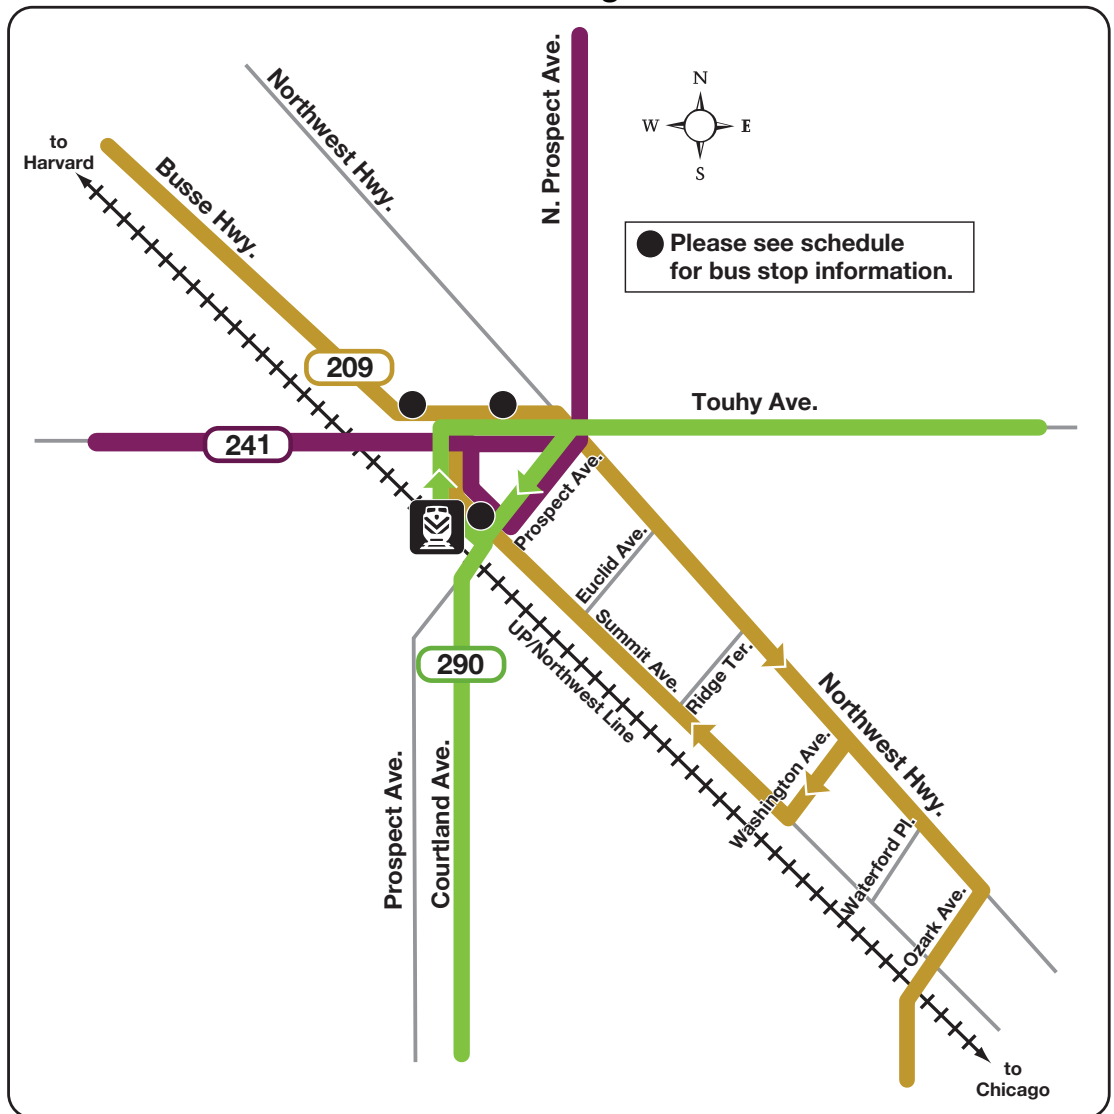 N. Prospect Ave.
Northwest Hwy.
N
W
E
S
to
Harvard
Busse Hwy.
Please see schedule
for bus stop information.
209
Touhy Ave.
241
Prospect Ave.
Euclid Ave.
Summit Ave.
Ridge Ter.
UP/Northwest Line
290
Northwest Hwy.
Washington Ave.
Prospect Ave.
Courtland Ave.
Waterford Pl.
Ozark Ave.
to
Chicago